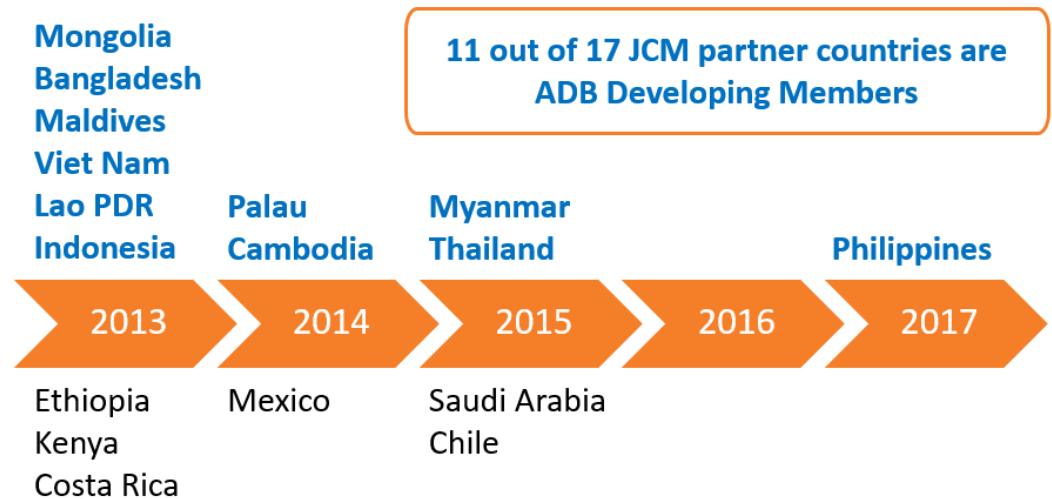 Mongolia
Bangladesh
Maldives
Viet Nam
Lao PDR
Indonesia
11 out of 17 JCM partner countries are
ADB Developing Members
Palau
Cambodia
Myanmar
Thailand
Philippines
2013
2014
2015
2016
2017
Ethiopia
Kenya
Costa Rica
Mexico
Saudi Arabia
Chile